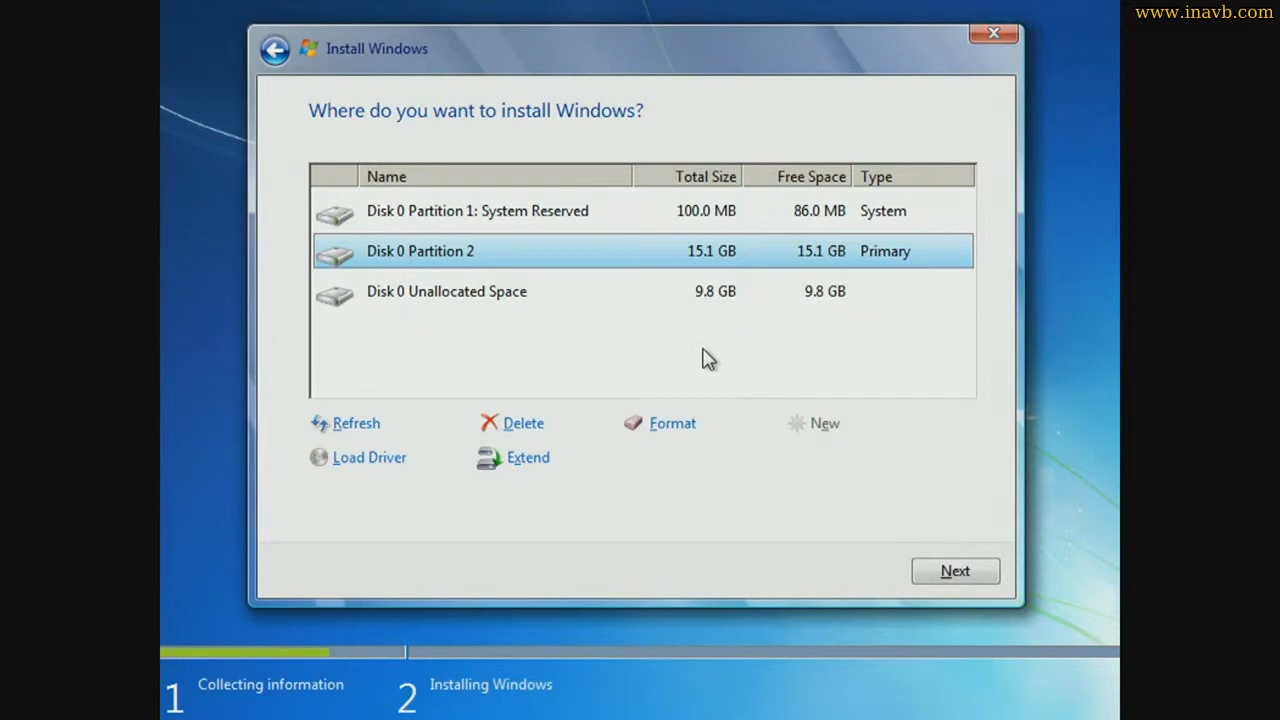 www.inavb.com
Install Windows
Where do you want to install Windows?
Name Total Size Free Space Type
Disk 0 Partition 1: System Reserved 100.0 MB 86.0 MB System
Disk 0 Partition 2 15.1 GB 15.1 GB Primary
Disk 0 Unallocated Space 9.8 GB 9.8 GB
Refresh Delete Format New
Load Driver Extend
Next
1 Collecting information 2 Installing Windows